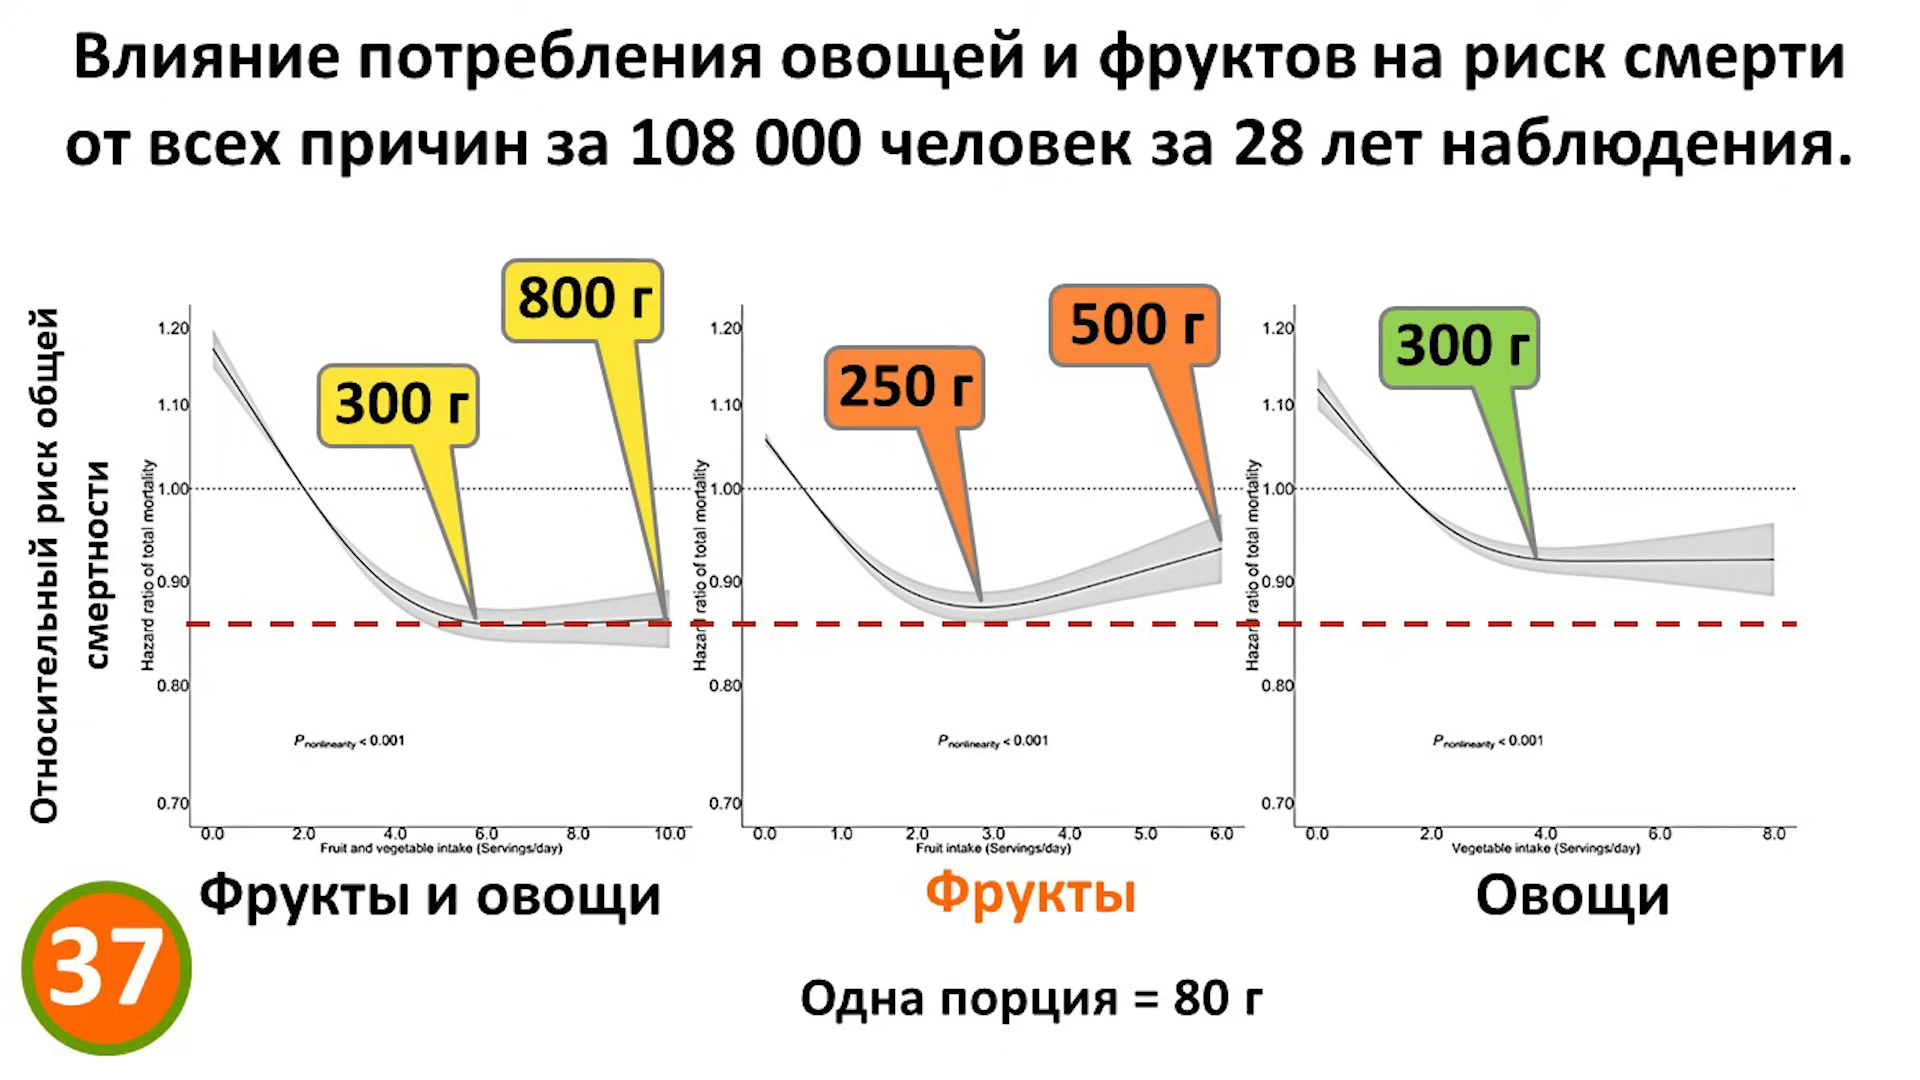 Влияние потребления овощей и фруктов на риск смерти
от всех причин за 108 000 человек за 28 лет наблюдения.
Относительный риск общей
смертности
800 г
300 г
Hazard ratio of total mortality
1.20
1.10
1.00
0.90
0.80
0.70
P nonlinearity < 0.001
0.0 2.0 4.0 6.0 8.0 10.0
Fruit and vegetable intake (Servings/day)
Фрукты и овощи
500 г
250 г
Hazard ratio of total mortality
1.20
1.10
1.00
0.90
0.80
0.70
P nonlinearity < 0.001
0.0 1.0 2.0 3.0 4.0 5.0 6.0
Fruit intake (Servings/day)
Фрукты
300 г
Hazard ratio of total mortality
1.20
1.10
1.00
0.90
0.80
0.70
P nonlinearity < 0.001
0.0 2.0 4.0 6.0 8.0
Vegetable intake (Servings/day)
Овощи
37
Одна порция = 80 г